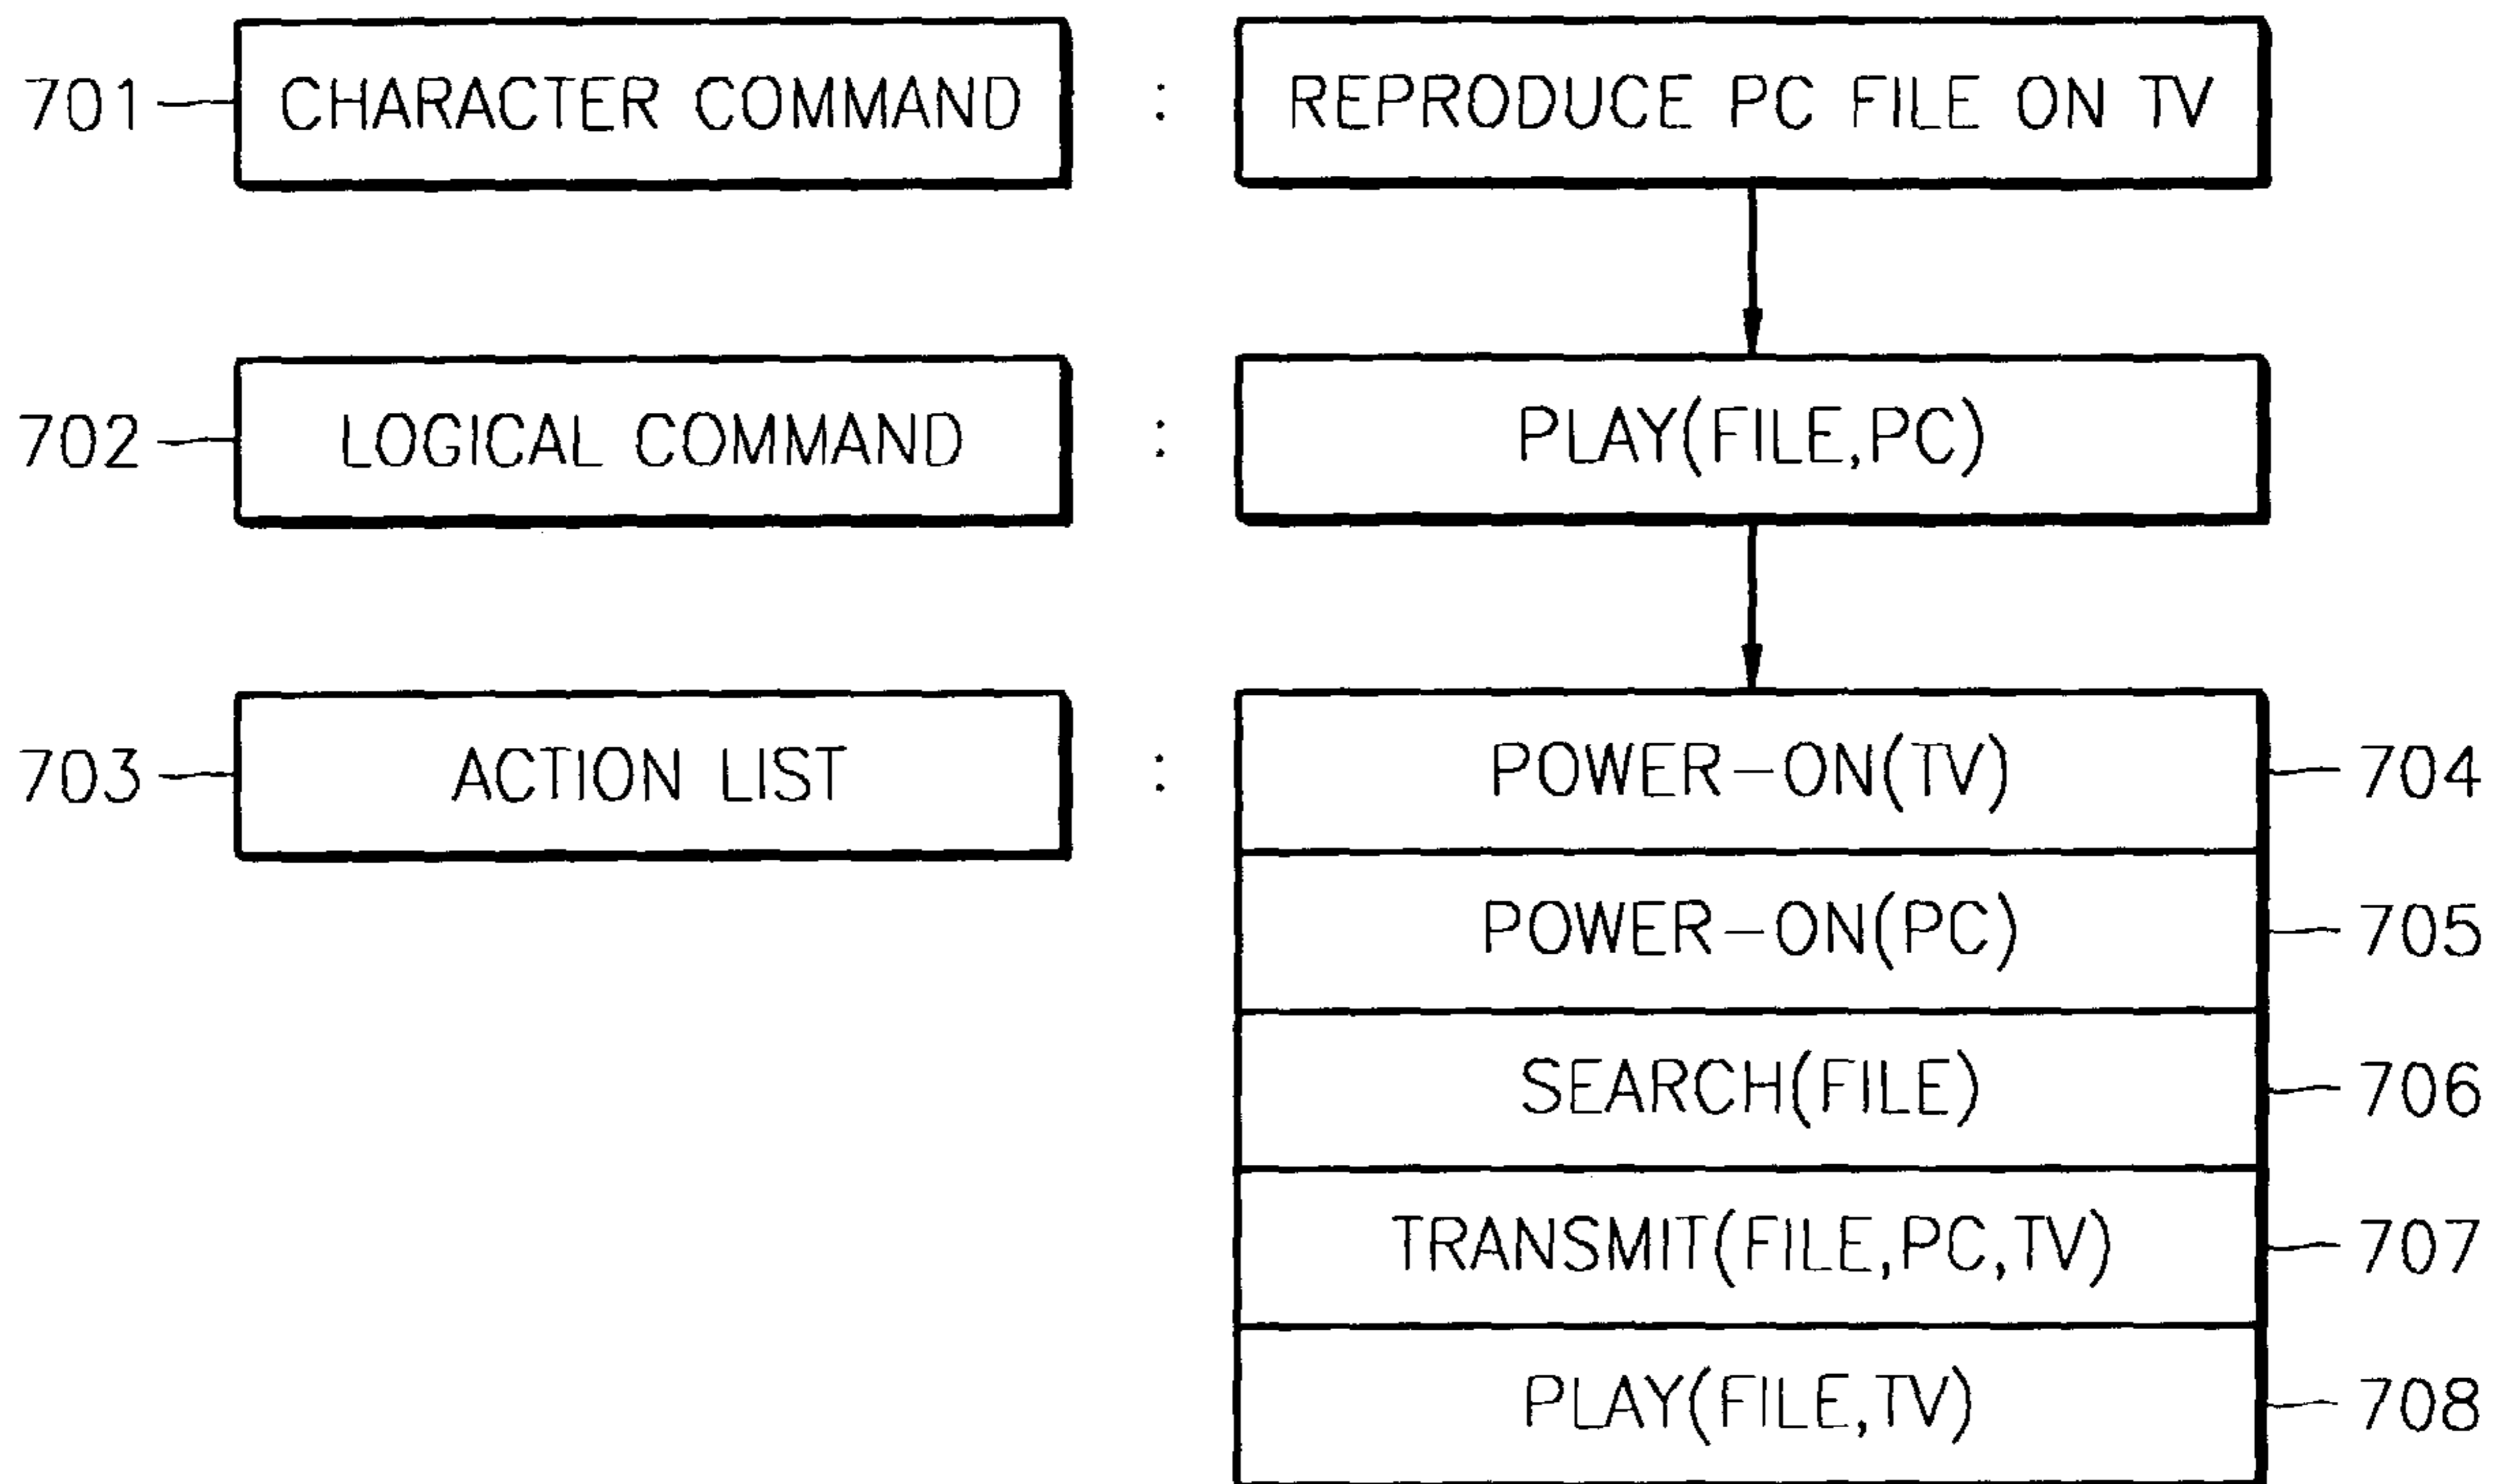 701 CHARACTER COMMAND : REPRODUCE PC FILE ON TV
702 LOGICAL COMMAND : PLAY(FILE,PC)
703 ACTION LIST : POWER-ON(TV) 704
POWER-ON(PC) 705
SEARCH(FILE) 706
TRANSMIT(FILE,PC,TV) 707
PLAY(FILE,TV) 708